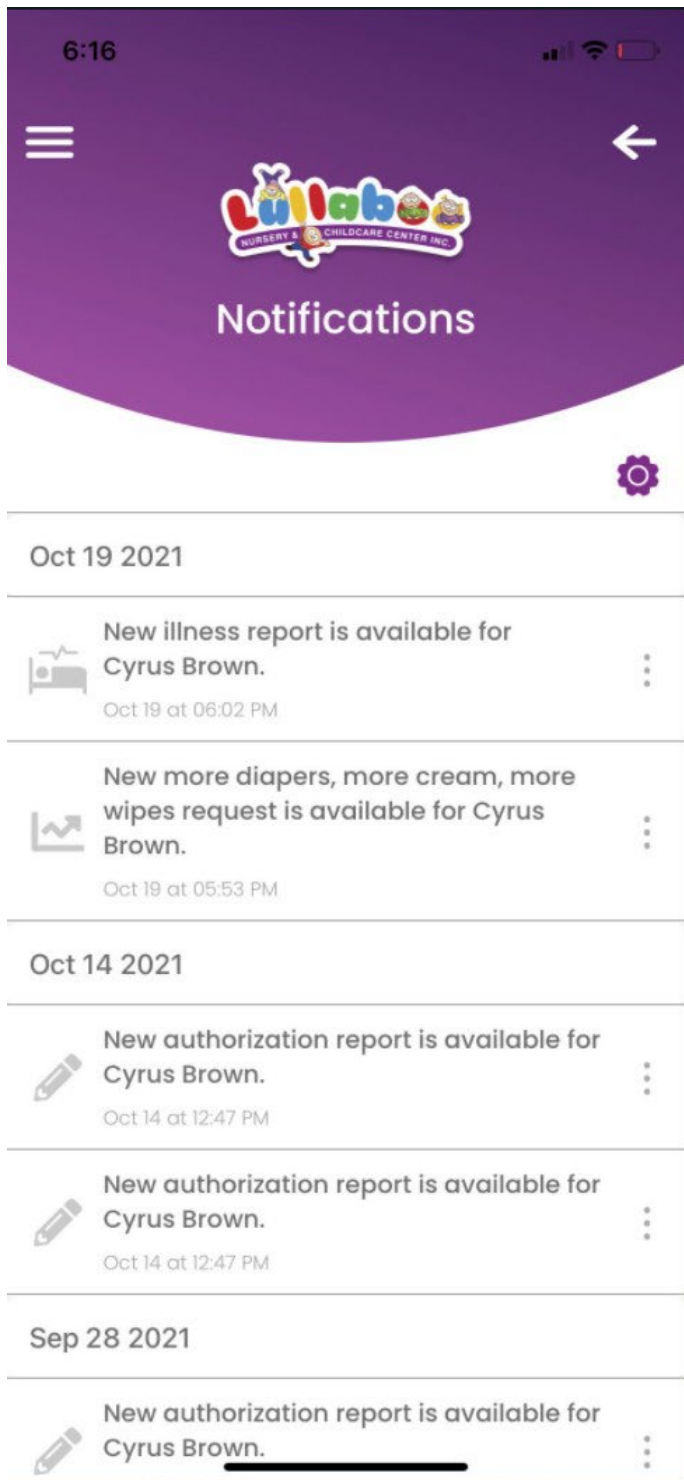 6:16
Lullaboo
NURSERY & CHILDCARE CENTER INC.
Notifications
Oct 19 2021
New illness report is available for
Cyrus Brown.
Oct 19 at 06:02 PM
New more diapers, more cream, more
wipes request is available for Cyrus
Brown.
Oct 19 at 05:53 PM
Oct 14 2021
New authorization report is available for
Cyrus Brown.
Oct 14 at 12:47 PM
New authorization report is available for
Cyrus Brown.
Oct 14 at 12:47 PM
Sep 28 2021
New authorization report is available for
Cyrus Brown.